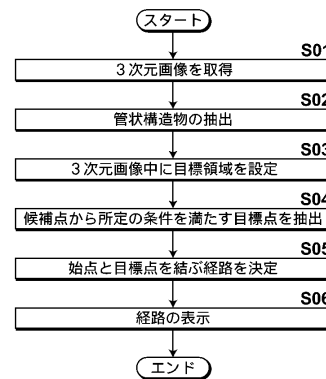 スタート
S01
3次元画像を取得
S02
管状構造物の抽出
S03
3次元画像中に目標領域を設定
S04
候補点から所定の条件を満たす目標点を抽出
S05
始点と目標点を結ぶ経路を決定
S06
経路の表示
エンド